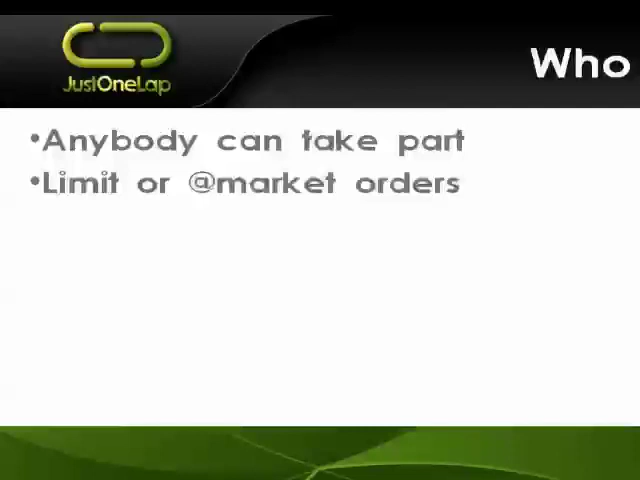 JustOneLap
Who
•Anybody can take part
•Limit or @market orders